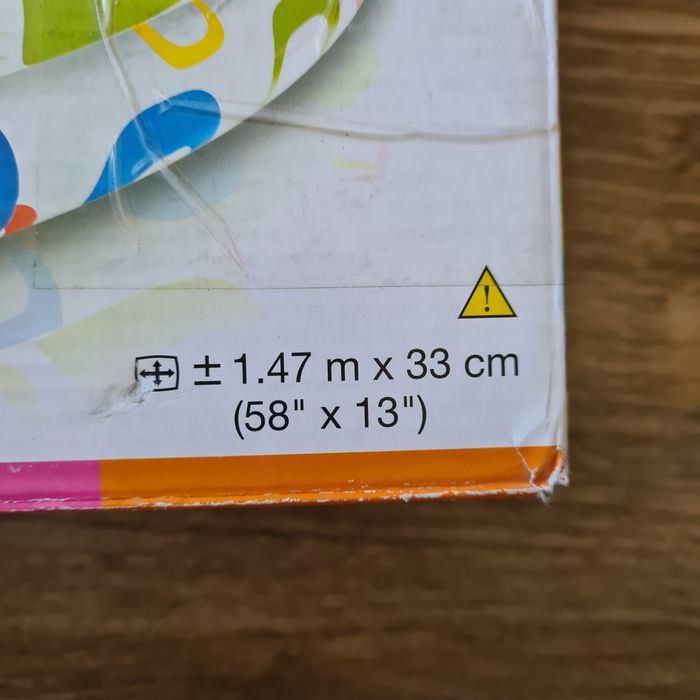 ± 1.47 m x 33 cm
(58" x 13")